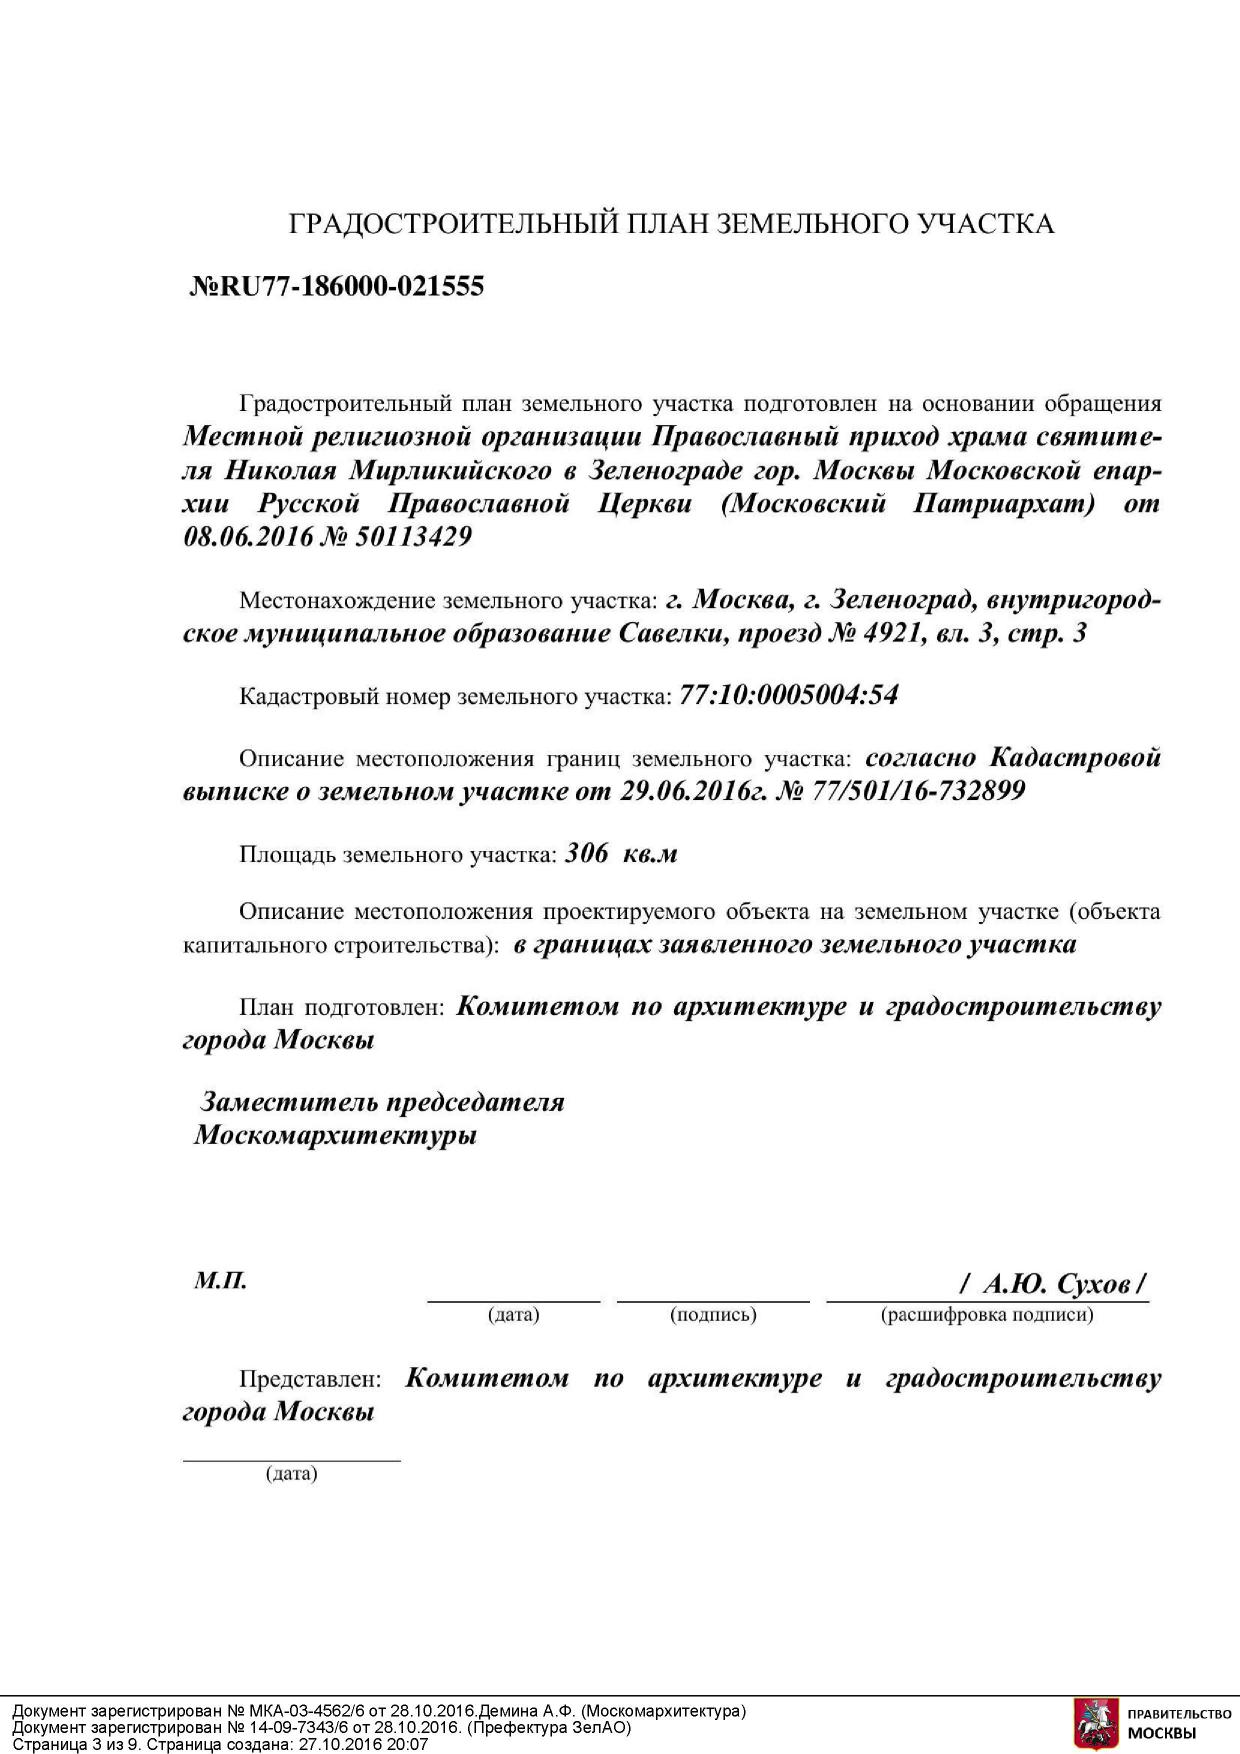 ГРАДОСТРОИТЕЛЬНЫЙ ПЛАН ЗЕМЕЛЬНОГО УЧАСТКА
№RU77-186000-021555
Градостроительный план земельного участка подготовлен на основании обращения
Местной религиозной организации Православный приход храма святите-
ля Николая Мирликийского в Зеленограде гор. Москвы Московской епар-
хии Русской Православной Церкви (Московский Патриархат) от
08.06.2016 № 50113429
Местонахождение земельного участка: г. Москва, г. Зеленоград, внутригород-
ское муниципальное образование Савелки, проезд № 4921, вл. 3, стр. 3
Кадастровый номер земельного участка: 77:10:0005004:54
Описание местоположения границ земельного участка: согласно Кадастровой
выписке о земельном участке от 29.06.2016г. № 77/501/16-732899
Площадь земельного участка: 306 кв.м
Описание местоположения проектируемого объекта на земельном участке (объекта
капитального строительства): в границах заявленного земельного участка
План подготовлен: Комитетом по архитектуре и градостроительству
города Москвы
Заместитель председателя
Москомархитектуры
М.П. / А.Ю. Сухов /
(дата) (подпись) (расшифровка подписи)
Представлен: Комитетом по архитектуре и градостроительству
города Москвы
(дата)
Документ зарегистрирован № МКА-03-4562/6 от 28.10.2016.Демина А.Ф. (Москомархитектура)
Документ зарегистрирован № 14-09-7343/6 от 28.10.2016. (Префектура ЗелАО)
Страница 3 из 9. Страница создана: 27.10.2016 20:07
ПРАВИТЕЛЬСТВО
МОСКВЫ